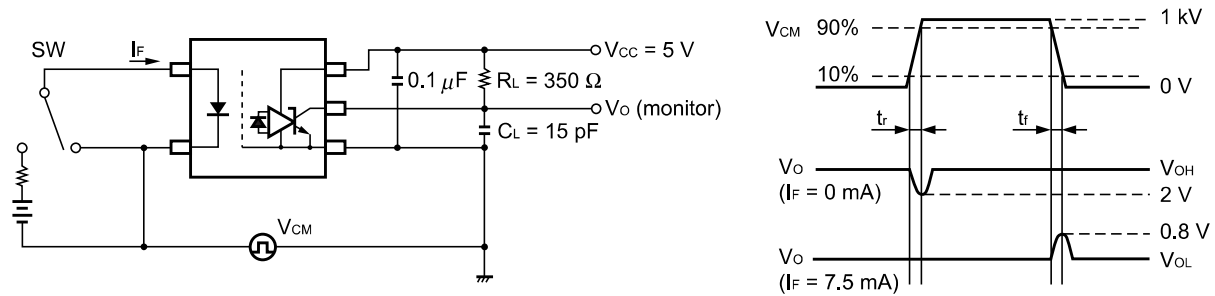 SW
IF
VCC = 5 V
0.1 μF
RL = 350 Ω
VO (monitor)
CL = 15 pF
VCM
VCM 90%
1 kV
10%
0 V
tr
tf
VO
(IF = 0 mA)
VOH
2 V
0.8 V
VO
(IF = 7.5 mA)
VOL